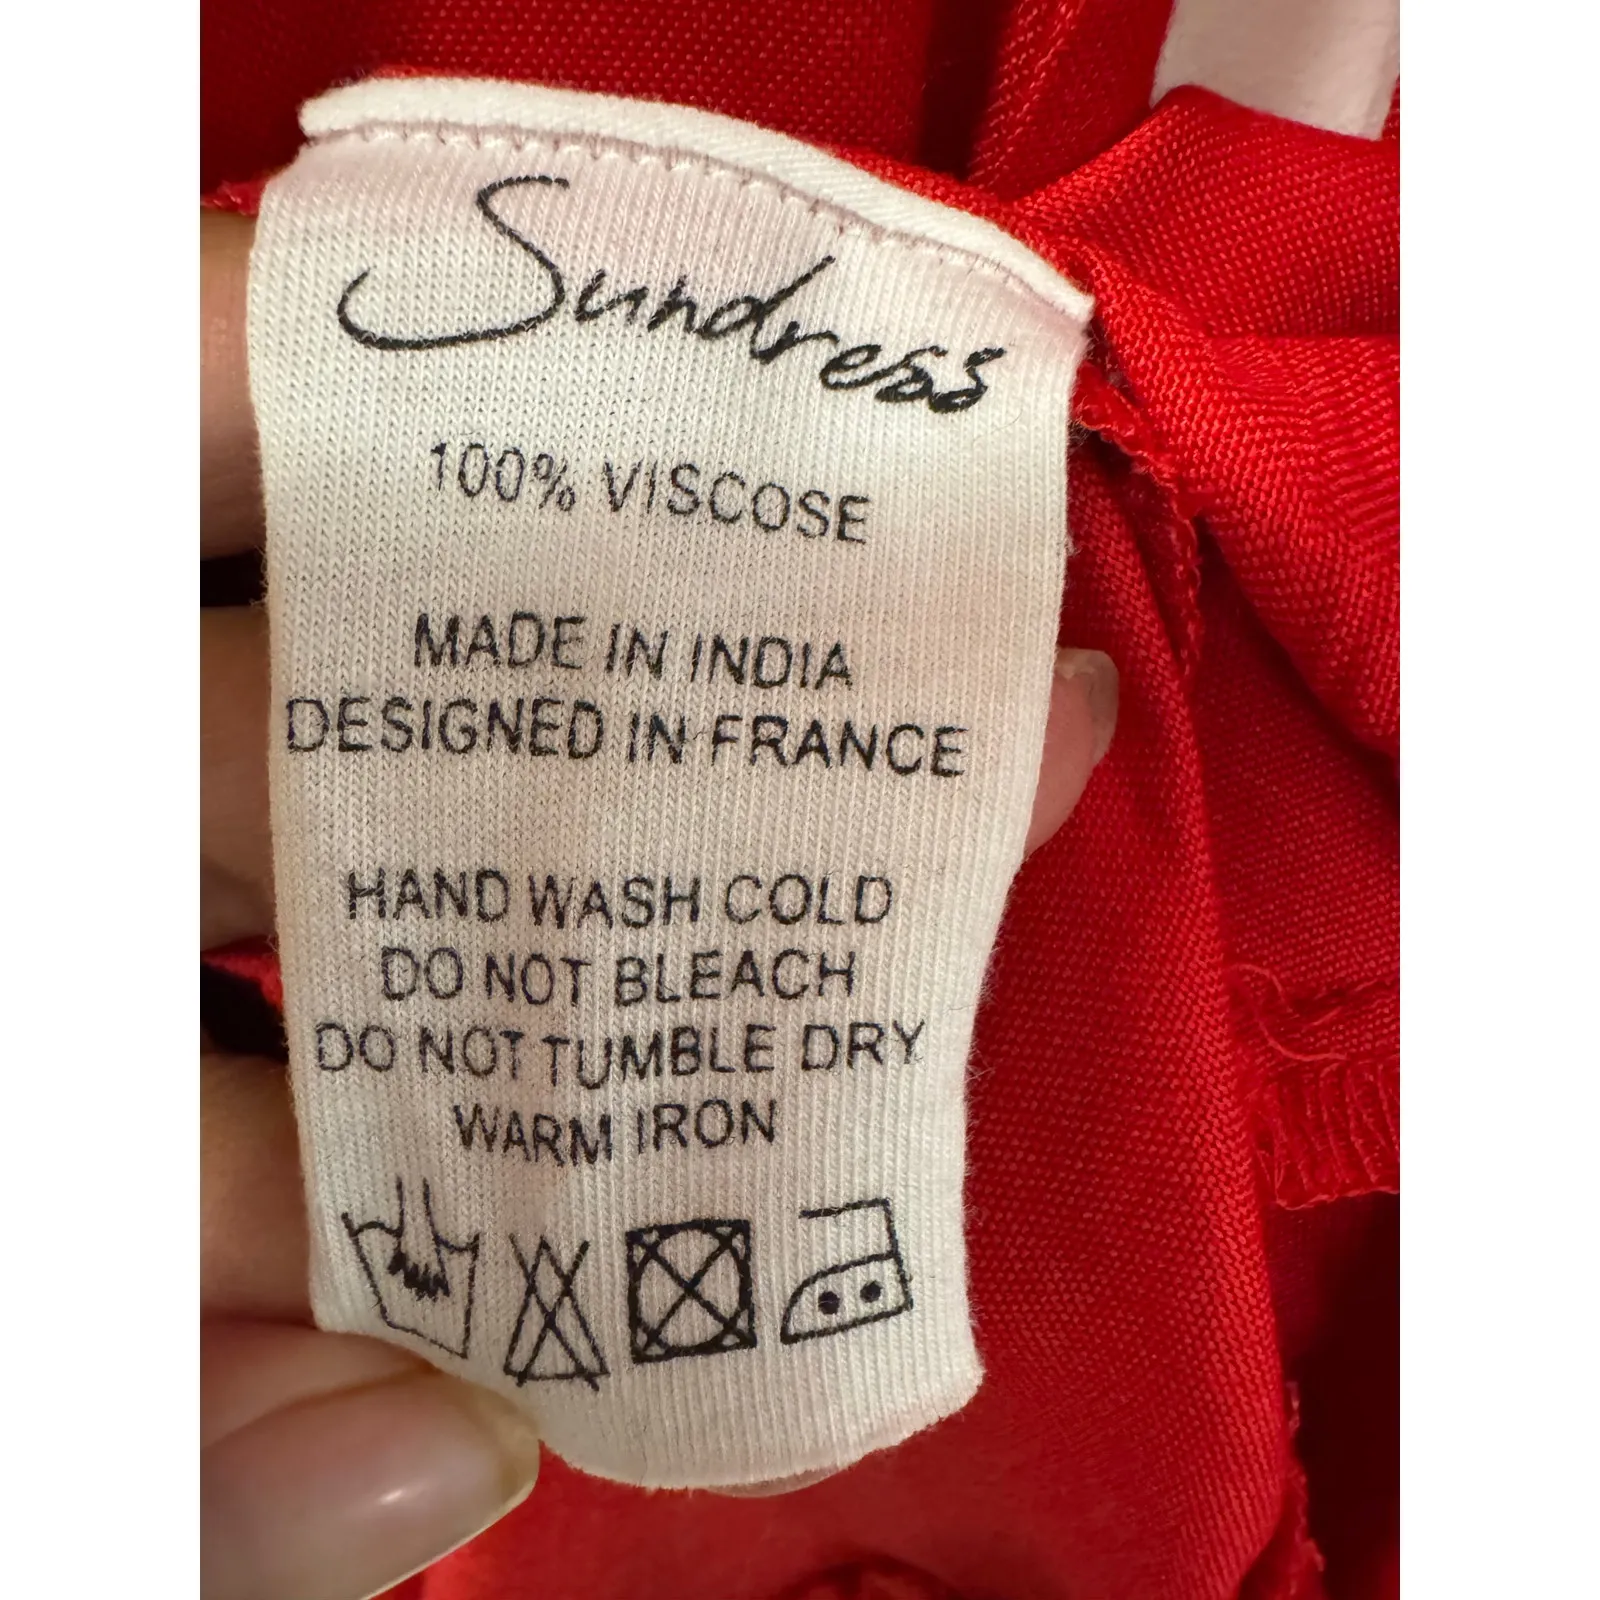 Sundress
100% VISCOSE
MADE IN INDIA
DESIGNED IN FRANCE
HAND WASH COLD
DO NOT BLEACH
DO NOT TUMBLE DRY
WARM IRON